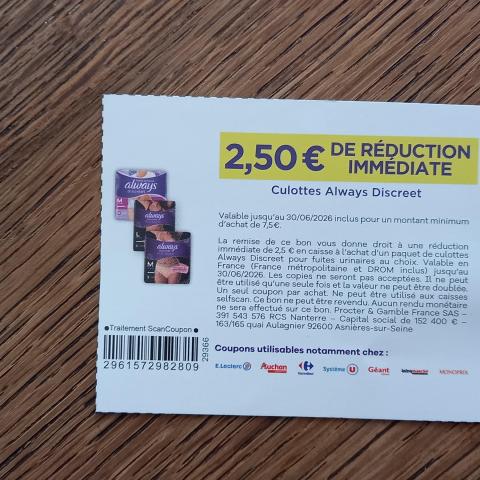 2,50 € DE RÉDUCTION
IMMÉDIATE
Culottes Always Discreet
always
DISCREET
M
always
always
Valable jusqu'au 30/06/2026 inclus pour un montant minimum
d'achat de 7,5€.
La remise de ce bon vous donne droit à une réduction
immédiate de 2,5 € en caisse à l'achat d'un paquet de culottes
Always Discreet pour fuites urinaires au choix. Valable en
France (France métropolitaine et DROM inclus) jusqu'au
30/06/2026. Les copies ne seront pas acceptées. Il ne peut
être utilisé qu'une seule fois et la valeur ne peut être doublée.
Un seul coupon par achat. Ne peut être utilisé aux caisses
selfscan. Ce bon ne peut être revendu. Aucun rendu monétaire
ne sera effectué sur ce bon. Procter & Gamble France SAS –
391 543 576 RCS Nanterre – Capital social de 152 400 € –
163/165 quai Aulagnier 92600 Asnières-sur-Seine
Traitement ScanCoupon
2961572982809
29366
Coupons utilisables notamment chez :
E.Leclerc
Auchan
Carrefour
Système U
Géant
Intermarché
MONOPRIX